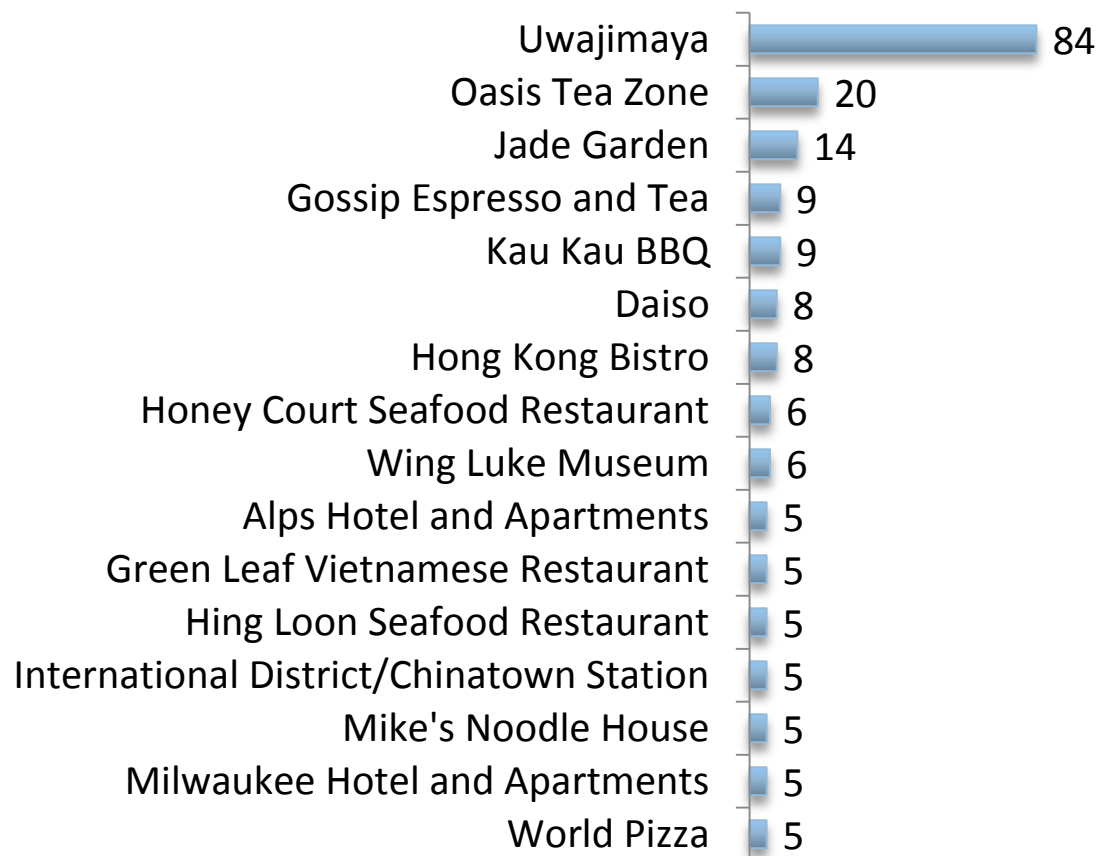 Uwajimaya 84
Oasis Tea Zone 20
Jade Garden 14
Gossip Espresso and Tea 9
Kau Kau BBQ 9
Daiso 8
Hong Kong Bistro 8
Honey Court Seafood Restaurant 6
Wing Luke Museum 6
Alps Hotel and Apartments 5
Green Leaf Vietnamese Restaurant 5
Hing Loon Seafood Restaurant 5
International District/Chinatown Station 5
Mike's Noodle House 5
Milwaukee Hotel and Apartments 5
World Pizza 5